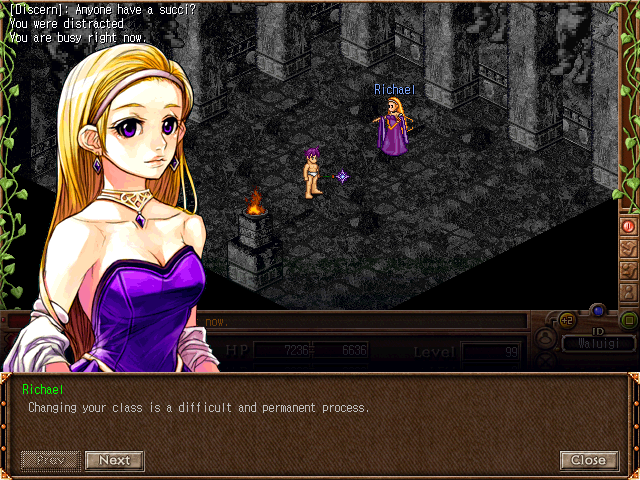 [Discern]: Anyone have a succi?
You were distracted
You are busy right now.
Richael
now.
ID
Waluigi
HP 7236 6636 Level 99
+2
Richael
Changing your class is a difficult and permanent process.
Prev Next Close